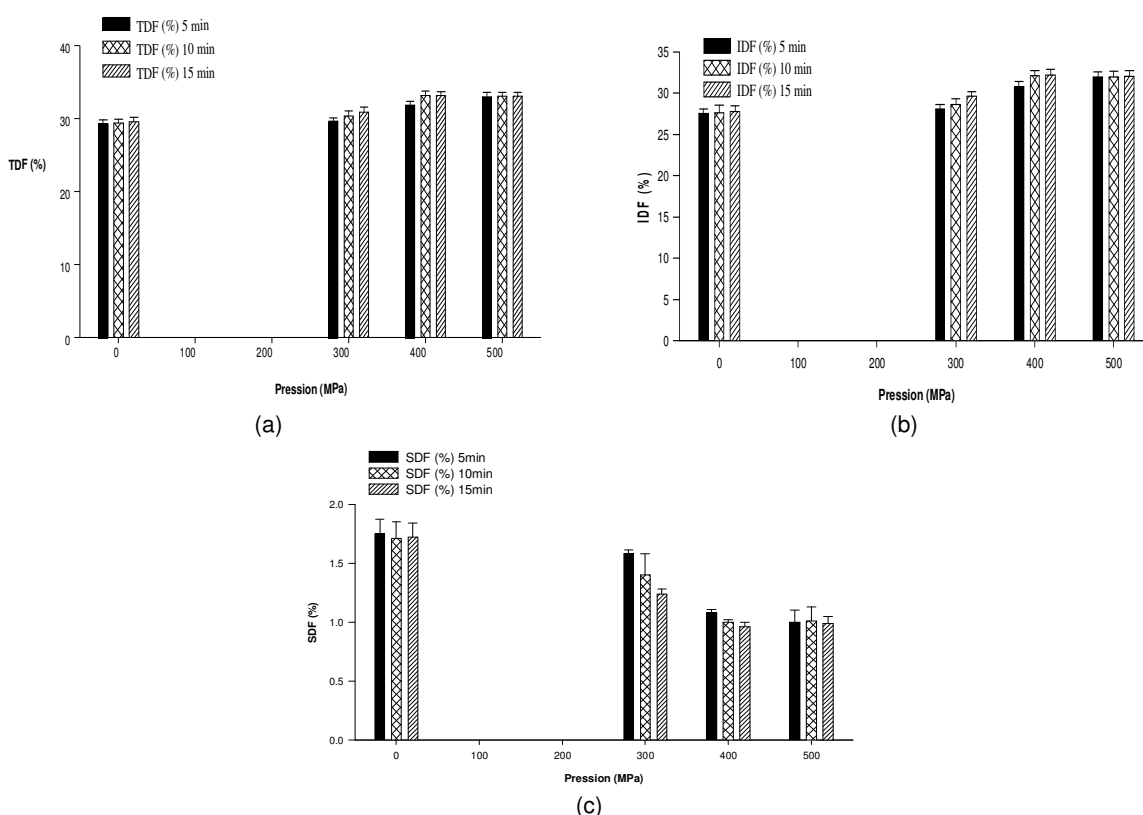 (a)
TDF (%) 5 min
TDF (%) 10 min
TDF (%) 15 min
40
30
20
10
0
TDF (%)
0 100 200 300 400 500
Pression (MPa)
(a)
IDF (%) 5 min
IDF (%) 10 min
IDF (%) 15 min
35
30
25
20
15
10
5
0
IDF (%)
0 100 200 300 400 500
Pression (MPa)
(b)
SDF (%) 5min
SDF (%) 10min
SDF (%) 15min
2.0
1.5
1.0
0.5
0.0
SDF (%)
0 100 200 300 400 500
Pression (MPa)
(c)